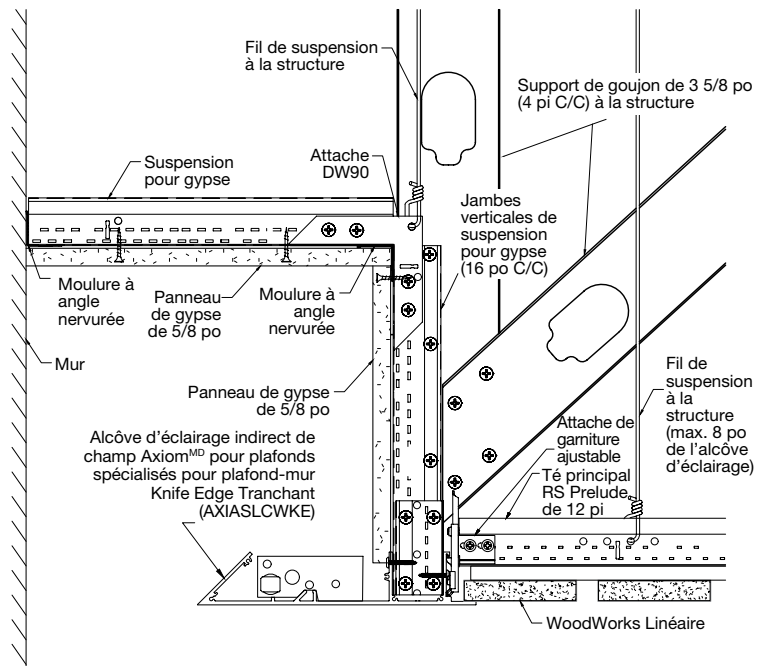 Fil de suspension
à la structure
Support de goujon de 3 5/8 po
(4 pi C/C) à la structure
Suspension
pour gypse
Attache
DW90
Jambes
verticales de
suspension
pour gypse
(16 po C/C)
Moulure à
angle
nervurée
Panneau
de gypse
de 5/8 po
Moulure à
angle
nervurée
Mur
Panneau de gypse
de 5/8 po
Fil de
suspension
à la
structure
(max. 8 po
de l’alcôve
d’éclairage)
Alcôve d’éclairage indirect de
champ Axiomᴹᴰ pour plafonds
spécialisés pour plafond-mur
Knife Edge Tranchant
(AXIASLCWKE)
Attache de
garniture
ajustable
Té principal
RS Prelude
de 12 pi
WoodWorks Linéaire